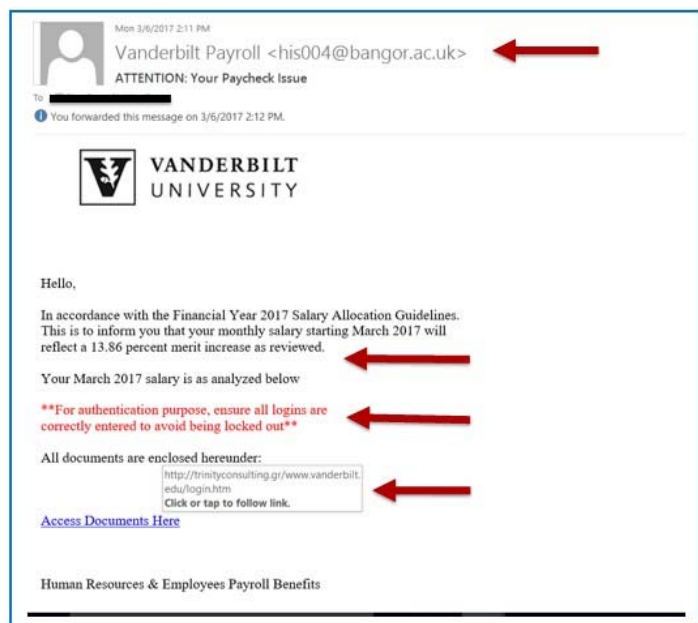 Mon 3/6/2017 2:11 PM
Vanderbilt Payroll <his004@bangor.ac.uk>
ATTENTION: Your Paycheck Issue
To
You forwarded this message on 3/6/2017 2:12 PM.
V
VANDERBILT
UNIVERSITY
Hello,
In accordance with the Financial Year 2017 Salary Allocation Guidelines.
This is to inform you that your monthly salary starting March 2017 will
reflect a 13.86 percent merit increase as reviewed.
Your March 2017 salary is as analyzed below
**For authentication purpose, ensure all logins are
correctly entered to avoid being locked out**
All documents are enclosed hereunder:
http://trinityconsulting.gr/www.vanderbilt.
edu/login.htm
Click or tap to follow link.
Access Documents Here
Human Resources & Employees Payroll Benefits